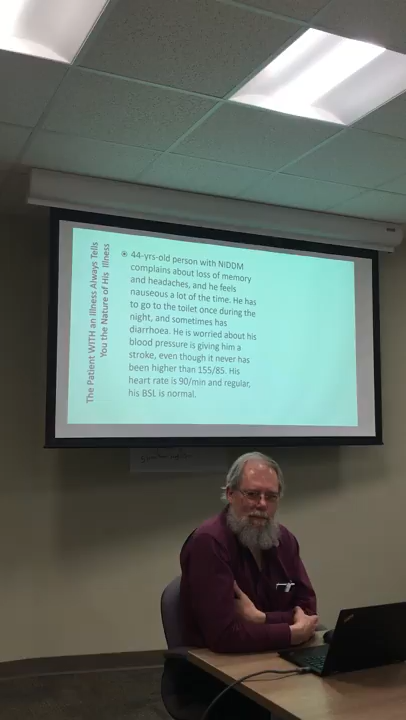 The Patient WITH an Illness Always Tells
You the Nature of His Illness
44-yrs-old person with NIDDM
complains about loss of memory
and headaches, and he feels
nauseous a lot of the time. He has
to go to the toilet once during the
night, and sometimes has
diarrhoea. He is worried about his
blood pressure is giving him a
stroke, even though it never has
been higher than 155/85. His
heart rate is 90/min and regular,
his BSL is normal.